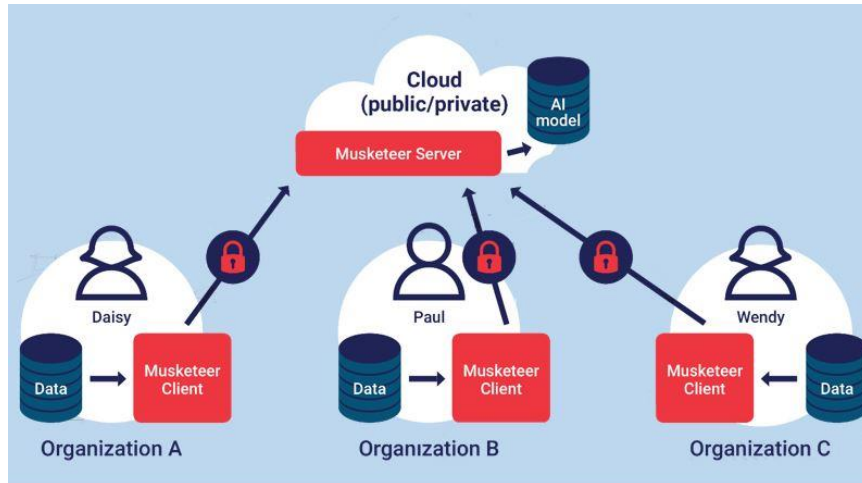 Cloud
(public/private)
AI
model
Musketeer Server
Daisy
Paul
Wendy
Data
Musketeer
Client
Data
Musketeer
Client
Musketeer
Client
Data
Organization A
Organızation B
Organization C